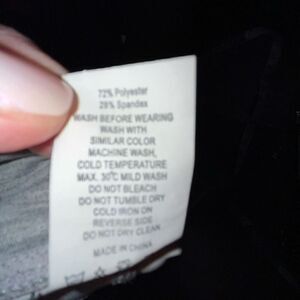 72% Polyester
28% Spandex
WASH BEFORE WEARING
WASH WITH
SIMILAR COLOR
MACHINE WASH,
COLD TEMPERATURE
MAX. 30℃ MILD WASH
DO NOT BLEACH
DO NOT TUMBLE DRY
COLD IRON ON
REVERSE SIDE
DO NOT DRY CLEAN
MADE IN CHINA